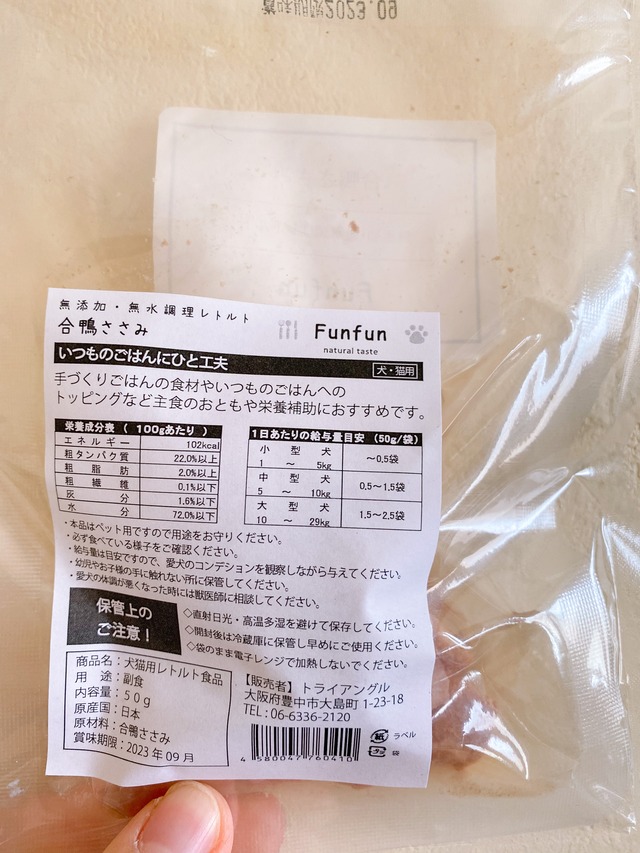 賞味期限2023.09
無添加・無水調理レトルト
合鴨ささみ
Funfun
natural taste
いつものごはんにひと工夫
犬・猫用
手づくりごはんの食材やいつものごはんへの
トッピングなど主食のおともや栄養補助におすすめです。
栄養成分表 ( 100gあたり )
エネルギー 102kcal
粗タンパク質 22.0%以上
粗脂肪 2.0%以上
粗繊維 0.1%以下
灰分 1.6%以下
水分 72.0%以下
1日あたりの給与量目安 (50g/袋)
小型犬
1 ～ 5kg
～0.5袋
中型犬
5 ～ 10kg
0.5～1.5袋
大型犬
10 ～ 29kg
1.5～2.5袋
・本品はペット用ですので用途をお守りください。
・必ず食べている様子をご確認ください。
・給与量は目安ですので、愛犬のコンデションを観察しながら与えてください。
・幼児やお子様の手に触れない所に保管してください。
・愛犬の体調が悪くなった時には獣医師に相談してください。
保管上の
ご注意！
◇直射日光・高温多湿を避けて保存してください。
◇開封後は冷蔵庫に保管し早めにご使用ください。
◇袋のまま電子レンジで加熱しないでください。
商品名：犬猫用レトルト食品
用途：副食
内容量：50g
原産国：日本
原材料：合鴨ささみ
賞味期限：2023年09月
【販売者】トライアングル
大阪府豊中市大島町 1-23-18
TEL：06-6336-2120
4 580047 760410
紙 ラベル
プラ 袋